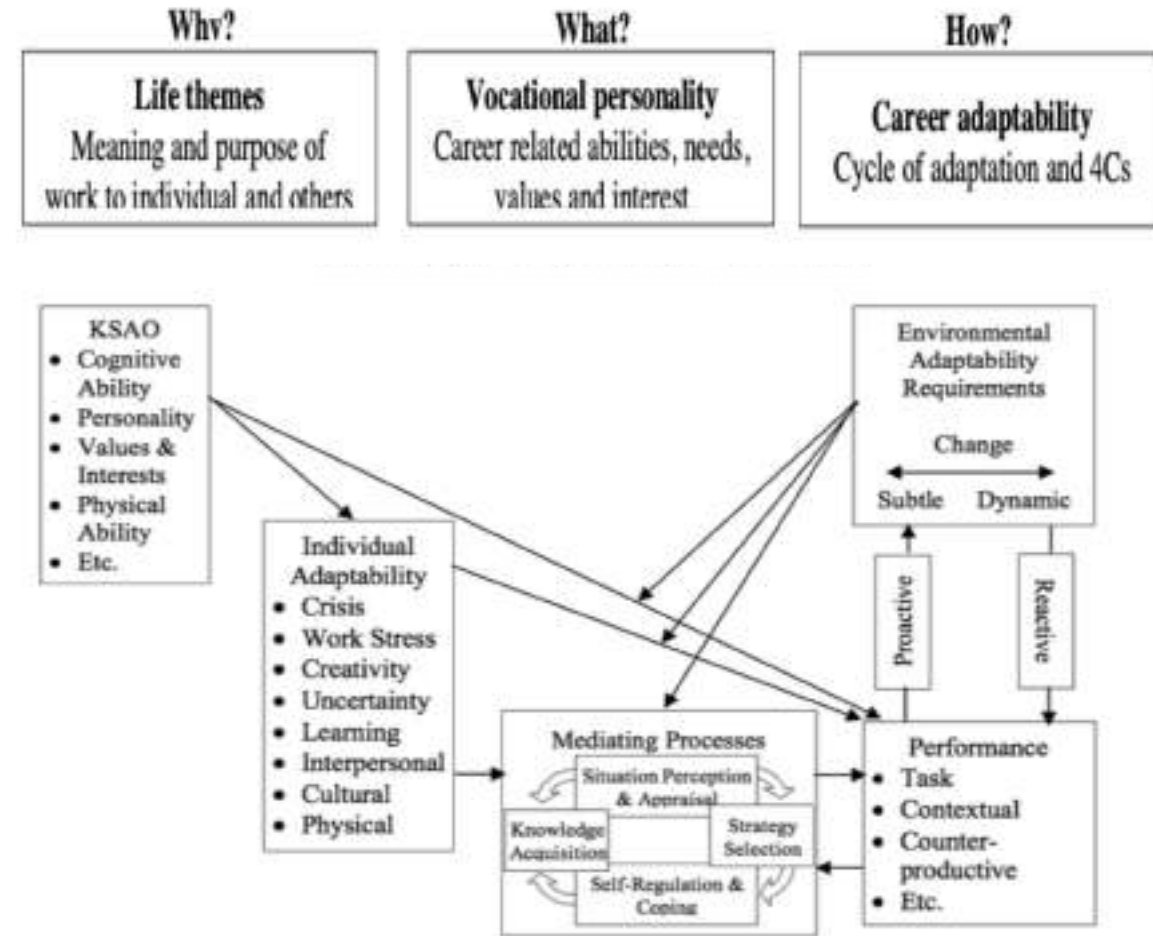 Why?
What?
How?
Life themes
Meaning and purpose of
work to individual and others
Vocational personality
Career related abilities, needs,
values and interest
Career adaptability
Cycle of adaptation and 4Cs
KSAO
• Cognitive
Ability
• Personality
• Values &
Interests
• Physical
Ability
• Etc.
Individual
Adaptability
• Crisis
• Work Stress
• Creativity
• Uncertainty
• Learning
• Interpersonal
• Cultural
• Physical
Environmental
Adaptability
Requirements
Change
Subtle Dynamic
Proactive
Reactive
Mediating Processes
Situation Perception
& Appraisal
Knowledge
Acquisition
Strategy
Selection
Self-Regulation &
Coping
Performance
• Task
• Contextual
• Counter-
productive
• Etc.